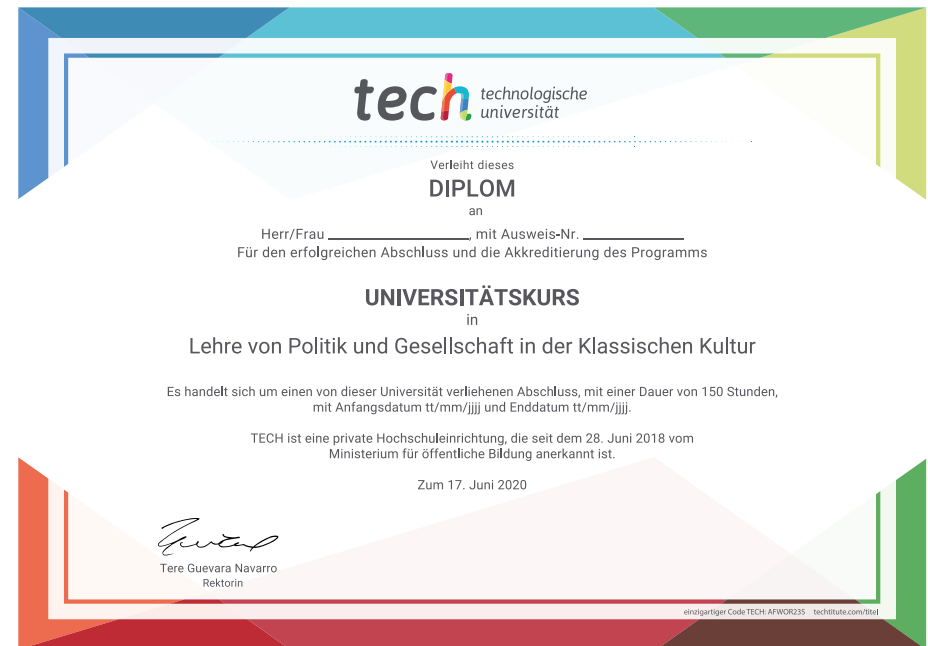 tech technologische
universität
Verleiht dieses
DIPLOM
an
Herr/Frau ______________, mit Ausweis-Nr. __________
Für den erfolgreichen Abschluss und die Akkreditierung des Programms
UNIVERSITÄTSKURS
in
Lehre von Politik und Gesellschaft in der Klassischen Kultur
Es handelt sich um einen von dieser Universität verliehenen Abschluss, mit einer Dauer von 150 Stunden,
mit Anfangsdatum tt/mm/jjjj und Enddatum tt/mm/jjjj.
TECH ist eine private Hochschuleinrichtung, die seit dem 28. Juni 2018 vom
Ministerium für öffentliche Bildung anerkannt ist.
Zum 17. Juni 2020
Tere Guevara Navarro
Rektorin
einzigartiger Code TECH: AFWOR235 techtitute.com/titel